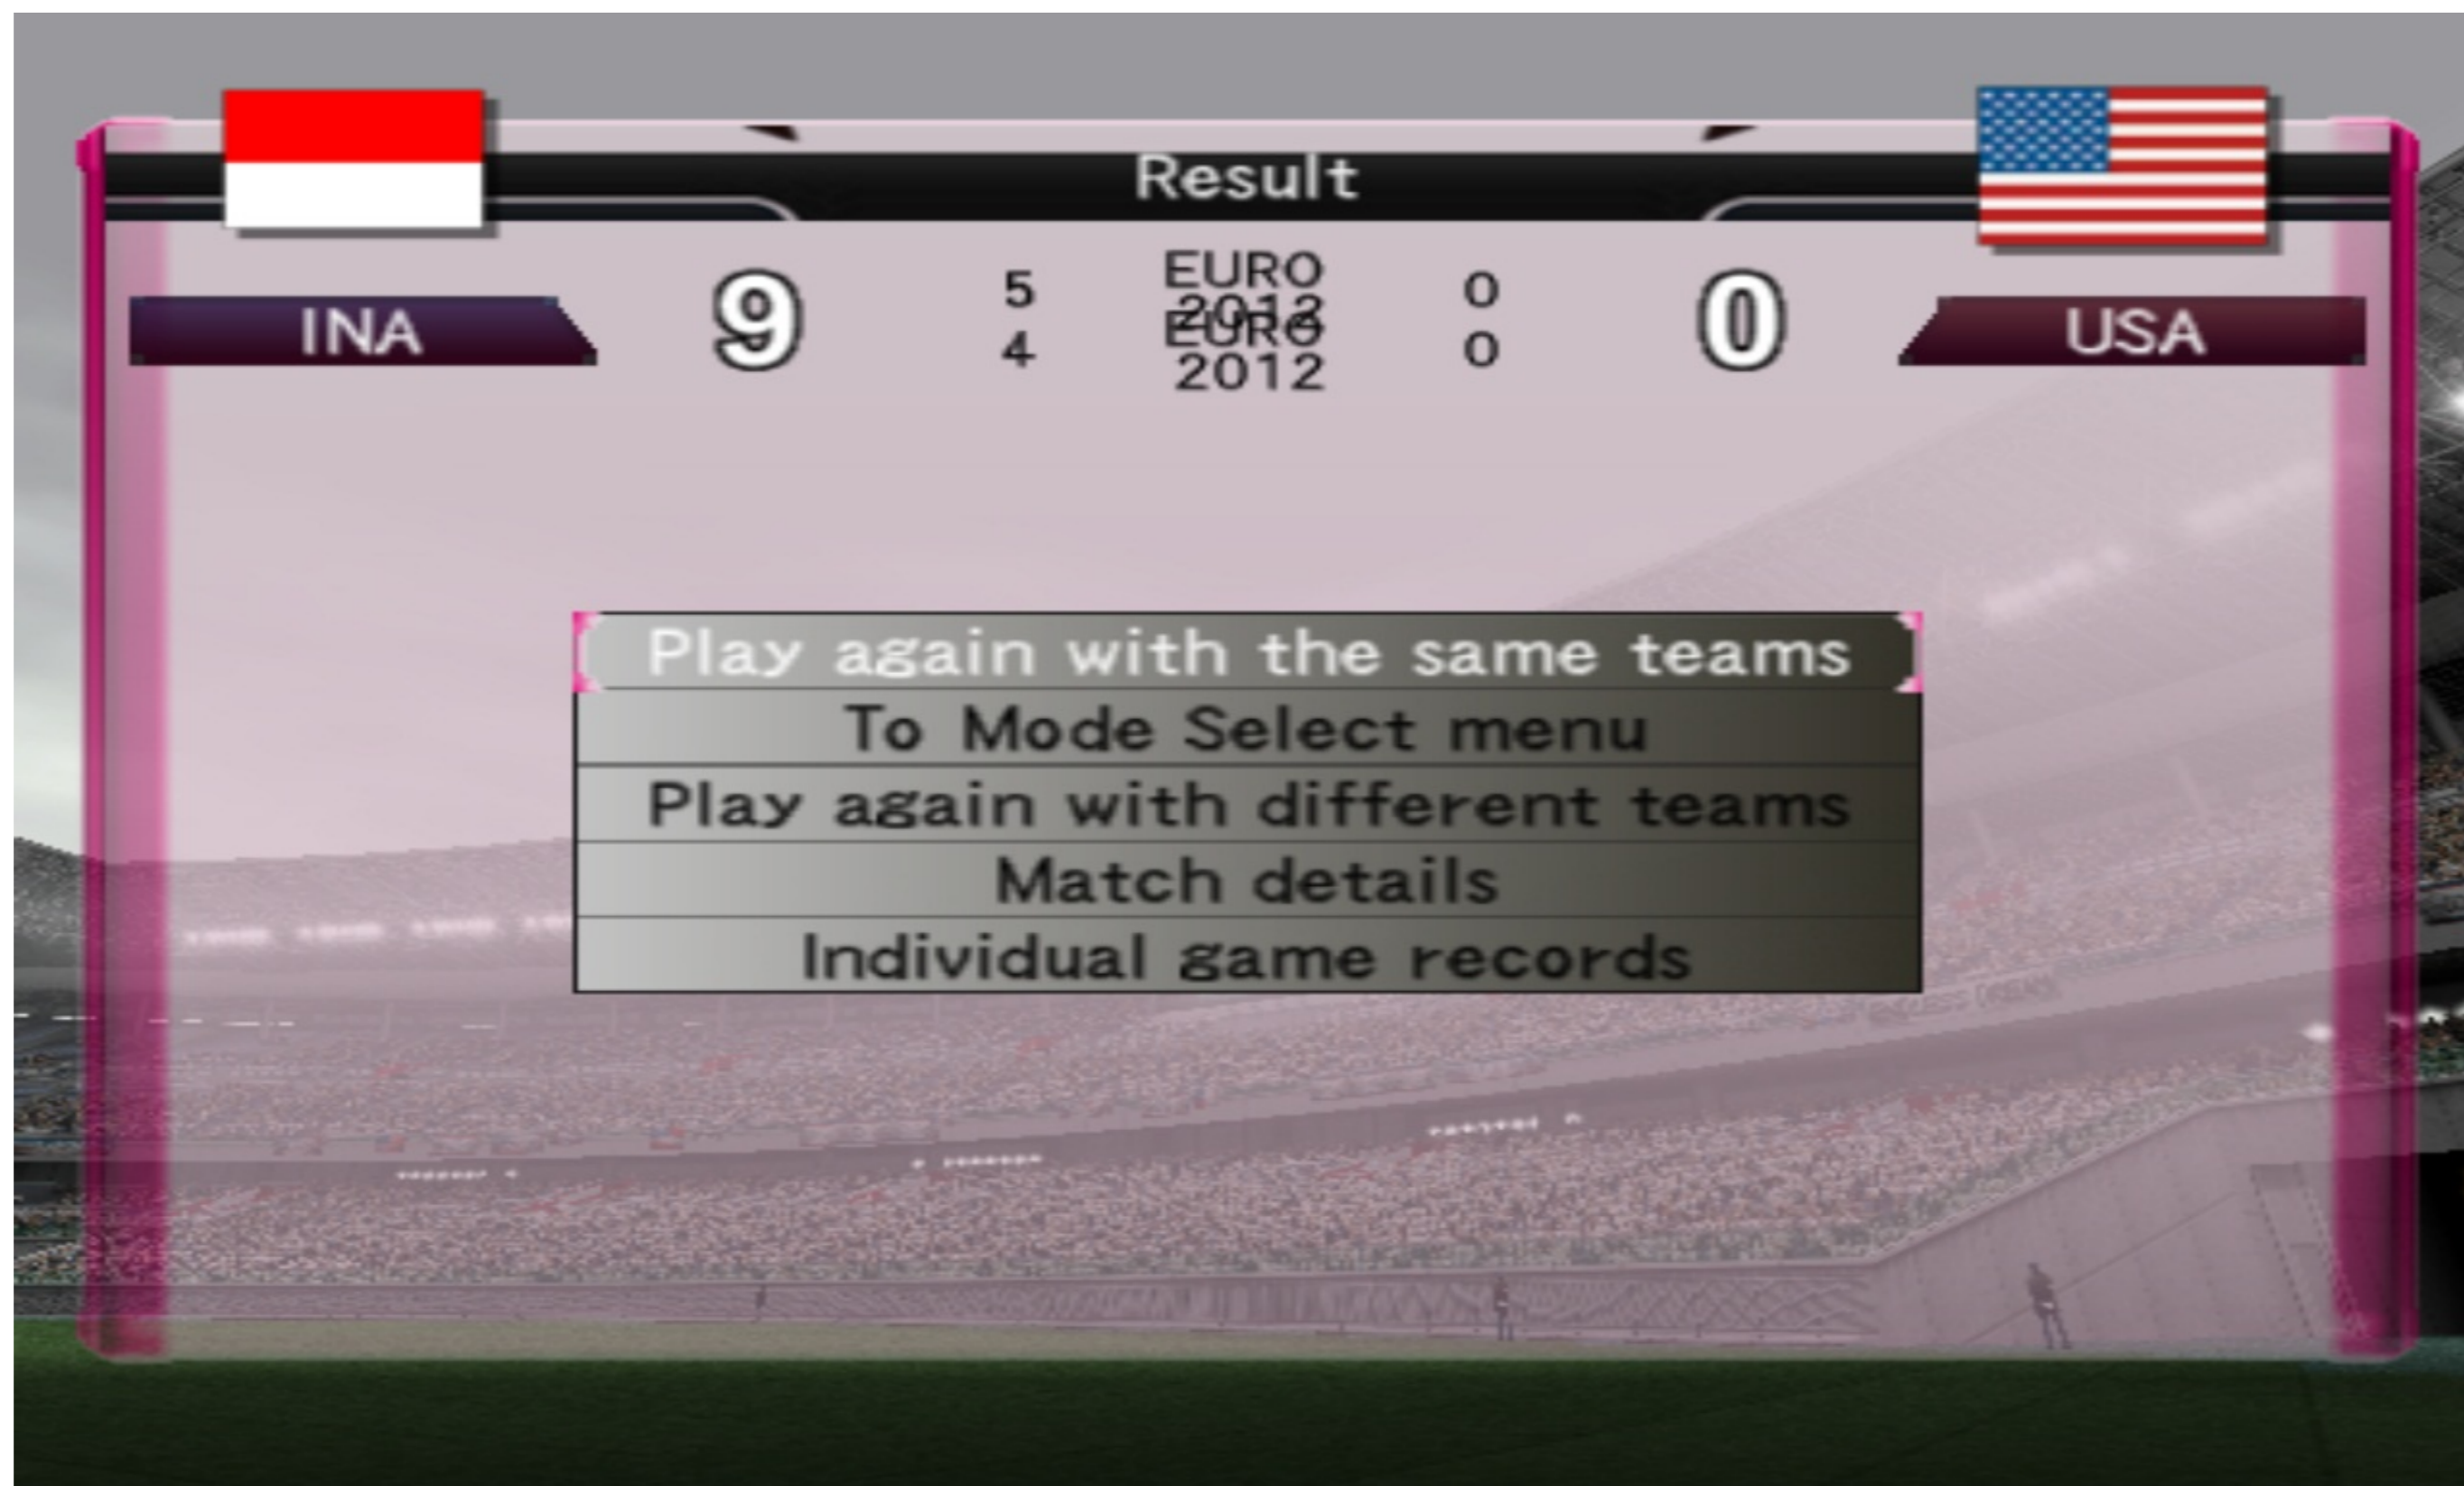 Result
INA
9
5
EURO
2012
0
4
EURO
2012
0
0
USA
Play again with the same teams
To Mode Select menu
Play again with different teams
Match details
Individual game records